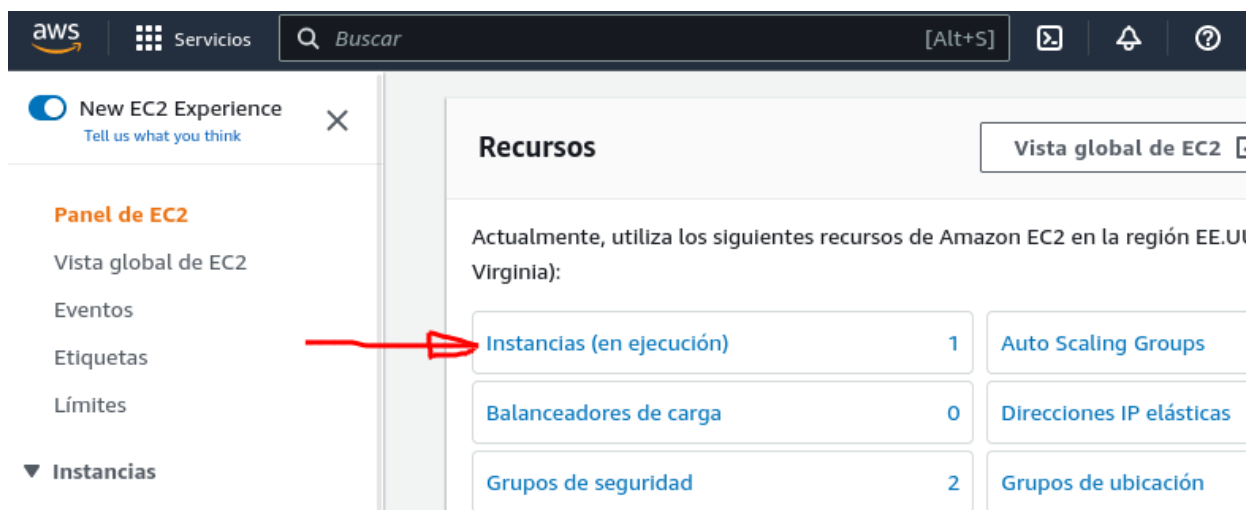 aws
Servicios
Buscar
[Alt+S]
New EC2 Experience
Tell us what you think
Panel de EC2
Vista global de EC2
Eventos
Etiquetas
Límites
Instancias
Recursos
Vista global de EC2
Actualmente, utiliza los siguientes recursos de Amazon EC2 en la región EE.UU
Virginia):
Instancias (en ejecución) 1
Auto Scaling Groups
Balanceadores de carga 0
Direcciones IP elásticas
Grupos de seguridad 2
Grupos de ubicación